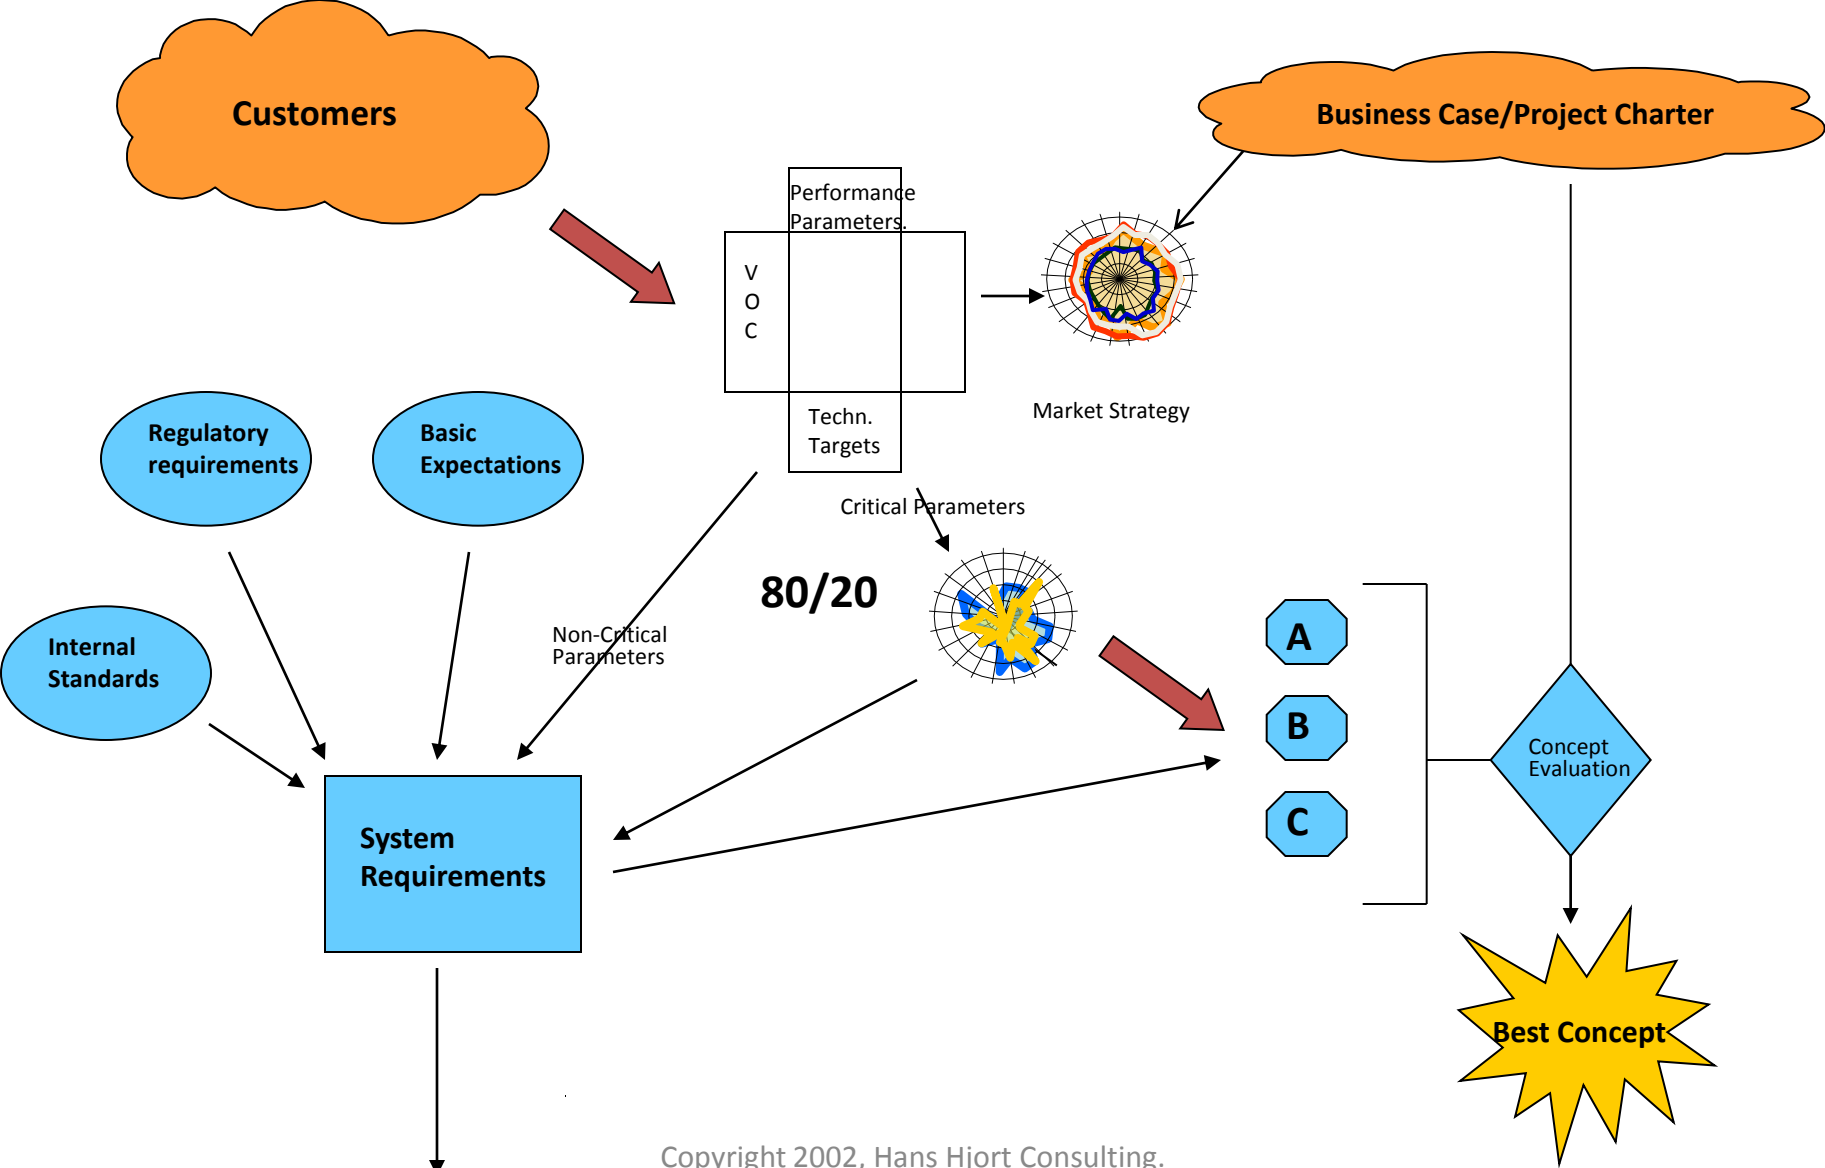 Customers
Business Case/Project Charter
Performance
Parameters.
V
O
C
Techn.
Targets
Market Strategy
Regulatory
requirements
Basic
Expectations
Critical Parameters
80/20
Non-Critical
Parameters
Internal
Standards
A
B
C
Concept
Evaluation
System
Requirements
Best Concept
Copyright 2002, Hans Hjort Consulting.